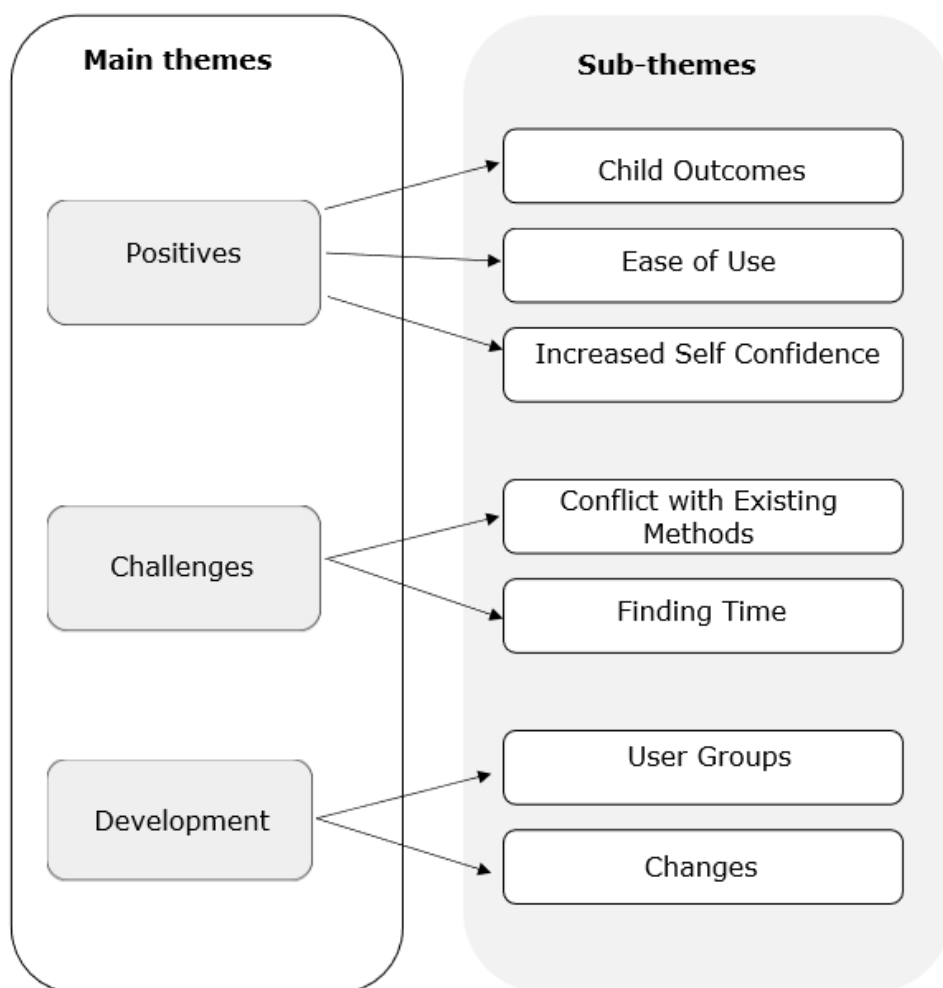 Main themes
Sub-themes
Positives
Child Outcomes
Ease of Use
Increased Self Confidence
Challenges
Conflict with Existing
Methods
Finding Time
Development
User Groups
Changes